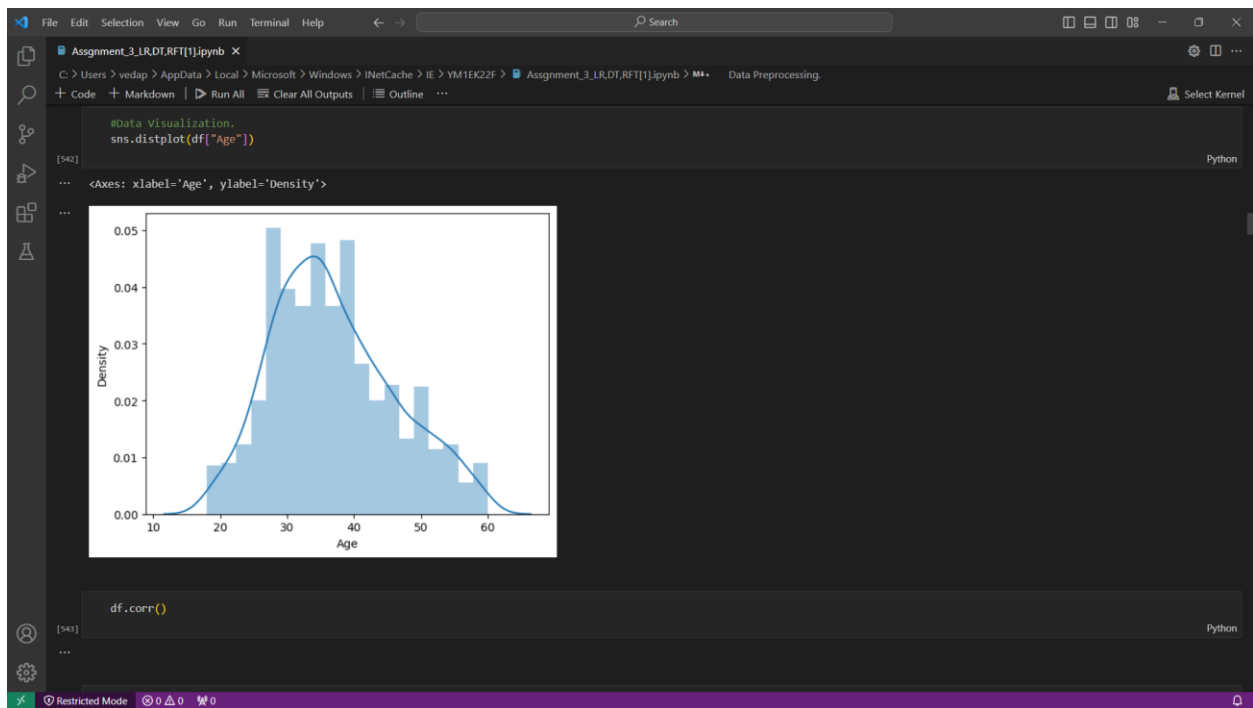 File Edit Selection View Go Run Terminal Help Search
Assgnment_3_LR,DT,RFT[1].ipynb
C: > Users > vedap > AppData > Local > Microsoft > Windows > INetCache > IE > YM1EK22F > Assgnment_3_LR,DT,RFT[1].ipynb > M↓ Data Preprocessing.
+ Code + Markdown | Run All Clear All Outputs | Outline ... Select Kernel
#Data Visualization.
sns.distplot(df["Age"])
[542] Python
... <Axes: xlabel='Age', ylabel='Density'>
...
0.05
0.04
0.03
Density
0.02
0.01
0.00
10 20 30 40 50 60
Age
df.corr()
[543] Python
...
Restricted Mode 0 0 0